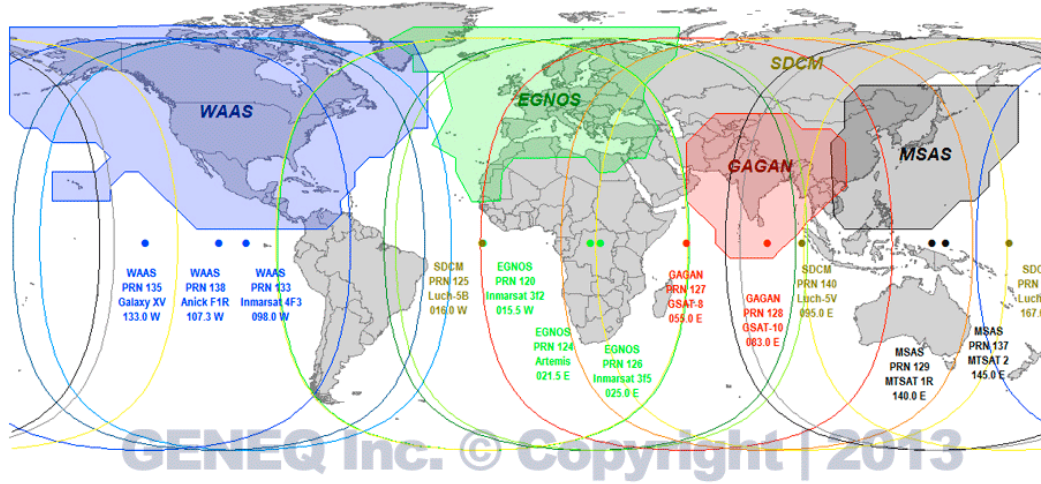 WAAS
EGNOS
SDCM
GAGAN
MSAS
WAAS
PRN 135
Galaxy XV
133.0 W
WAAS
PRN 138
Anick F1R
107.3 W
WAAS
PRN 133
Inmarsat 4F3
098.0 W
SDCM
PRN 125
Luch-5B
016.0 W
EGNOS
PRN 120
Inmarsat 3f2
015.5 W
EGNOS
PRN 124
Artemis
021.5 E
EGNOS
PRN 126
Inmarsat 3f5
025.0 E
GAGAN
PRN 127
GSAT-8
055.0 E
GAGAN
PRN 128
GSAT-10
083.0 E
SDCM
PRN 140
Luch-5V
095.0 E
MSAS
PRN 129
MTSAT 1R
140.0 E
MSAS
PRN 137
MTSAT 2
145.0 E
SDC
PRN
167.0
GENEQ Inc. © Copyright | 2013